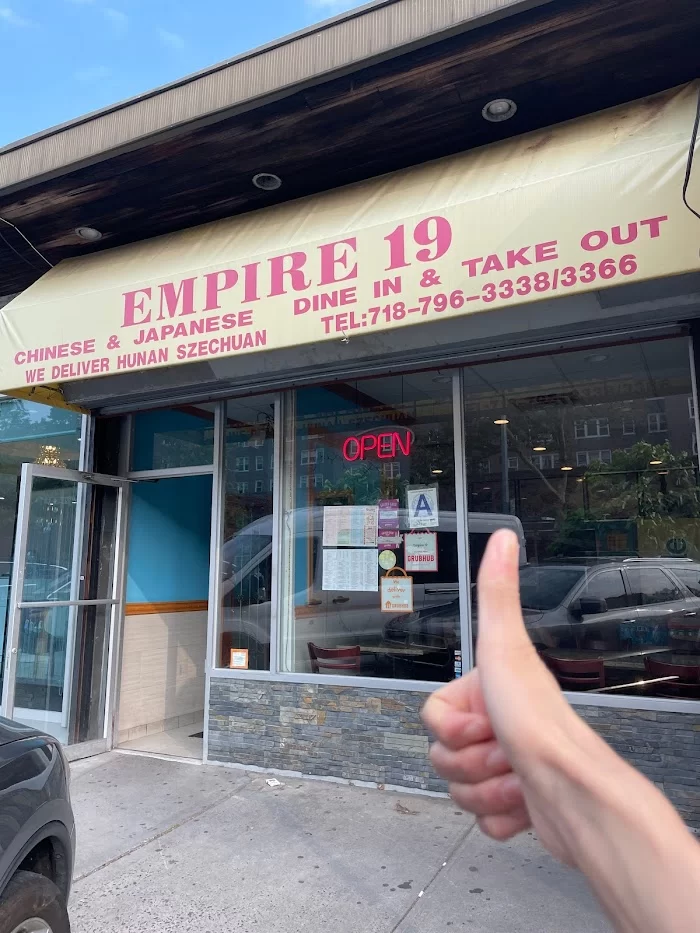 EMPIRE 19
CHINESE & JAPANESE DINE IN & TAKE OUT
WE DELIVER HUNAN SZECHUAN TEL:718-796-3338/3366
OPEN
A
GRUBHUB